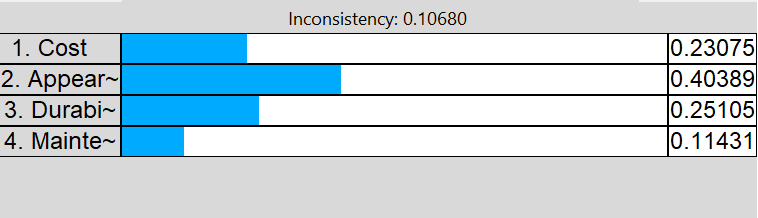 Inconsistency: 0.10680
1. Cost 0.23075
2. Appear~ 0.40389
3. Durabi~ 0.25105
4. Mainte~ 0.11431